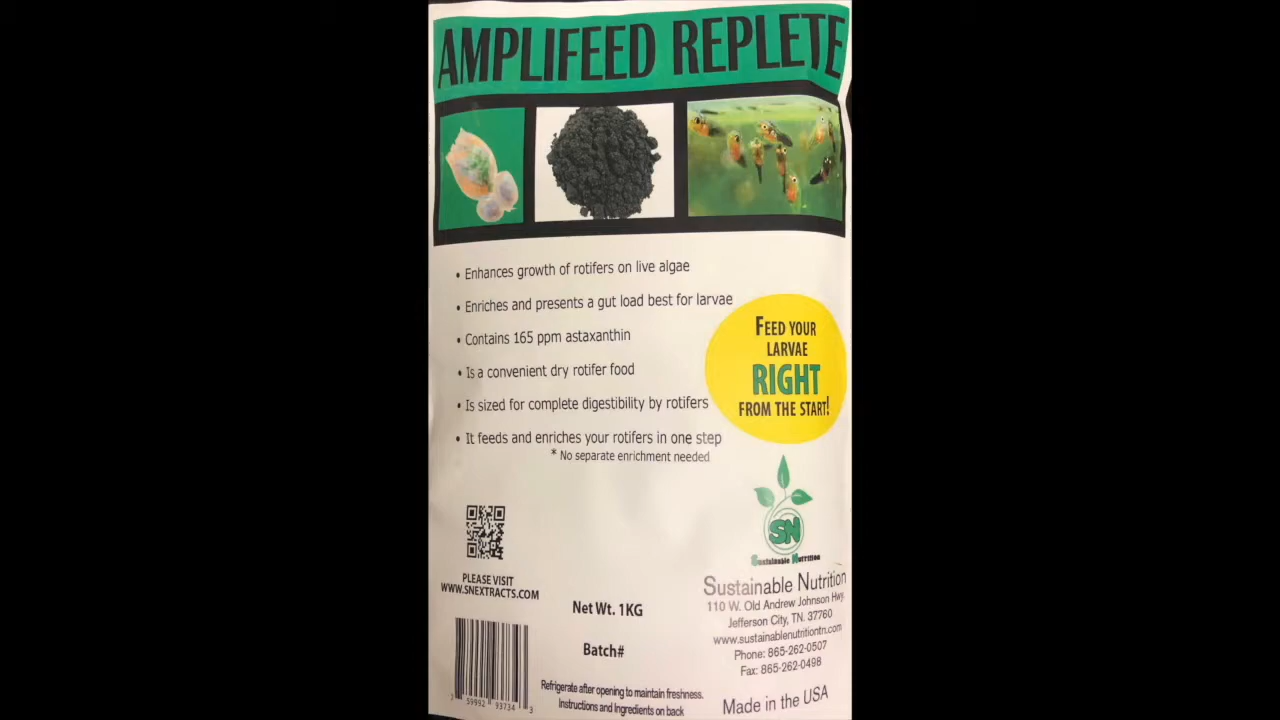 AMPLIFEED REPLETE
• Enhances growth of rotifers on live algae
• Enriches and presents a gut load best for larvae
• Contains 165 ppm astaxanthin
• Is a convenient dry rotifer food
• Is sized for complete digestibility by rotifers
• It feeds and enriches your rotifers in one step
* No separate enrichment needed
FEED YOUR
LARVAE
RIGHT
FROM THE START!
SN
Sustainable Nutrition
PLEASE VISIT
WWW.SNEXTRACTS.COM
Net Wt. 1KG
Batch#
Refrigerate after opening to maintain freshness.
Instructions and Ingredients on back
Sustainable Nutrition
110 W. Old Andrew Johnson Hwy.
Jefferson City, TN. 37760
www.sustainablenutritiontn.com
Phone: 865-262-0507
Fax: 865-262-0498
Made in the USA
59992 93734 3